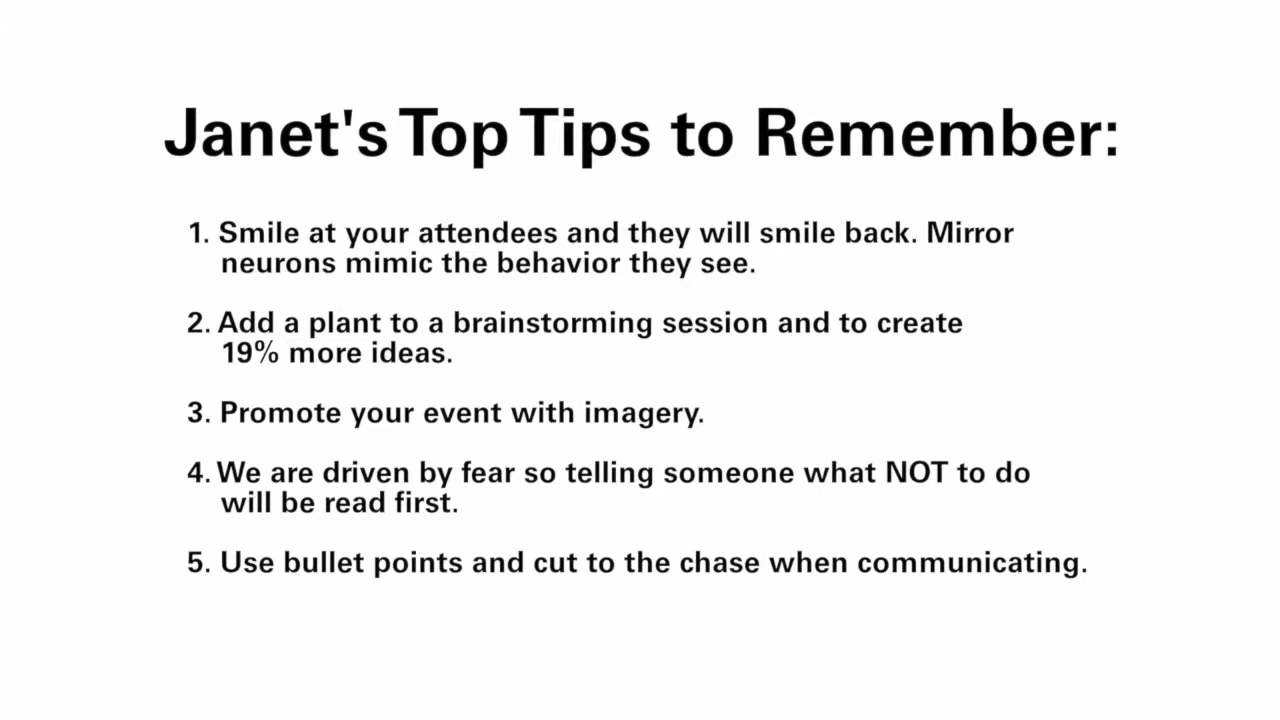 Janet's Top Tips to Remember:
1. Smile at your attendees and they will smile back. Mirror
neurons mimic the behavior they see.
2. Add a plant to a brainstorming session and to create
19% more ideas.
3. Promote your event with imagery.
4. We are driven by fear so telling someone what NOT to do
will be read first.
5. Use bullet points and cut to the chase when communicating.